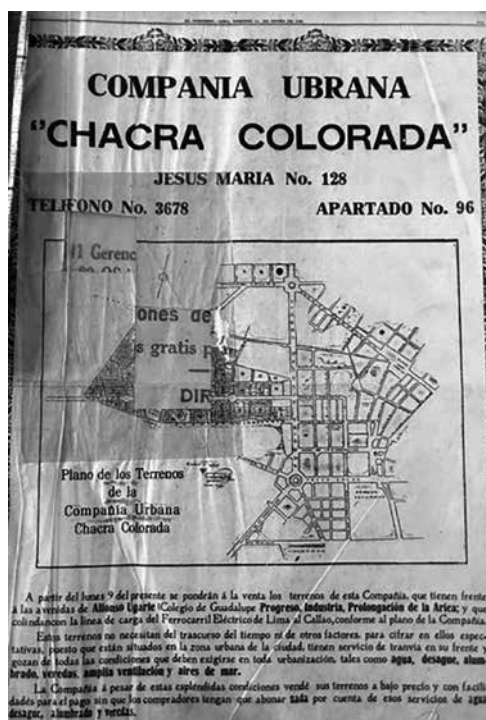 COMPANIA UBRANA
"CHACRA COLORADA"
JESUS MARIA No. 128
TELIFONO No. 3678 APARTADO No. 96
Gerenc
ones de
s gratis p
DIR
Plano de los Terrenos
de la
Compañia Urbana
Chacra Colorada
A partir del lunes 9 del presente se pondrán á la venta los terrenos de esta Compañia, que tienen frente
á las avenidas de Alfonso Ugarte (Colegio de Guadalupe Progreso, Industria, Prolongación de la Arica; y que
colindan con la linea de carga del Ferrocarril Eléctrico de Lima al Callao, conforme al plano de la Compañia.
Estos terrenos no necesitan del trascurso del tiempo ni de otros factores, para cifrar en ellos espec-
tativas, puesto que están situados en la zona urbana de la ciudad, tienen servicio de tranvia en su frente y
gozan de todas las condiciones que deben exigirse en toda urbanización, tales como agua, desague, alum-
brado, veredas, amplia ventilación y aires de mar.
La Compañia á pesar de estas esplendidas condiciones vende sus terrenos a bajo precio y con facili-
dades para el pago sin que los compradores tengan que abonar nada por cuenta de esos servicios de agua,
desague, alumbrado y veredas.